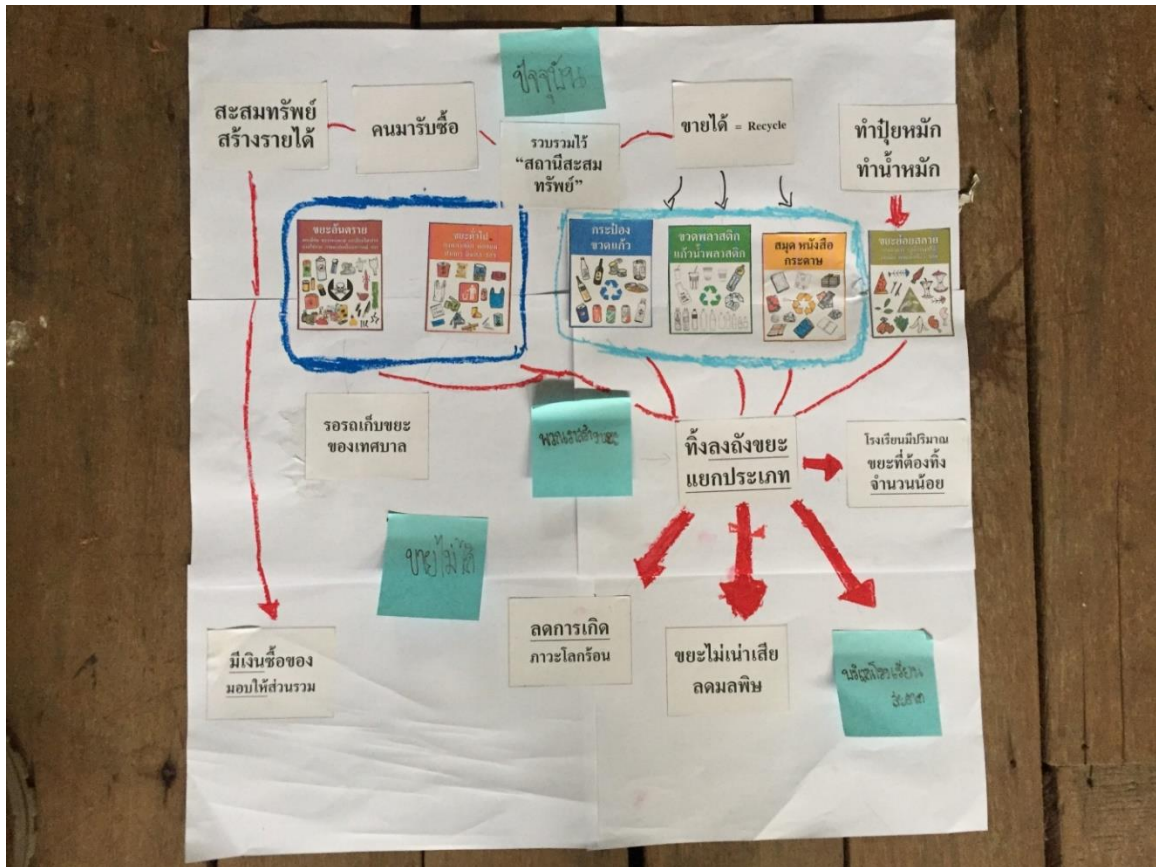 ปัจจุบัน
สะสมทรัพย์
สร้างรายได้
คนมารับซื้อ
รวบรวมไว้
“สถานีสะสม
ทรัพย์”
ขายได้ = Recycle
ทำปุ๋ยหมัก
ทำน้ำหมัก
ขยะอันตราย
ขยะทั่วไป
กระป๋อง
ขวดแก้ว
ขวดพลาสติก
แก้วน้ำพลาสติก
สมุด หนังสือ
กระดาษ
ขยะย่อยสลาย
รอรถเก็บขยะ
ของเทศบาล
ทิ้งลงถังขยะ
แยกประเภท
โรงเรียนมีปริมาณ
ขยะที่ต้องทิ้ง
จำนวนน้อย
ขายไม่ได้
มีเงินซื้อของ
มอบให้ส่วนรวม
ลดการเกิด
ภาวะโลกร้อน
ขยะไม่เน่าเสีย
ลดมลพิษ